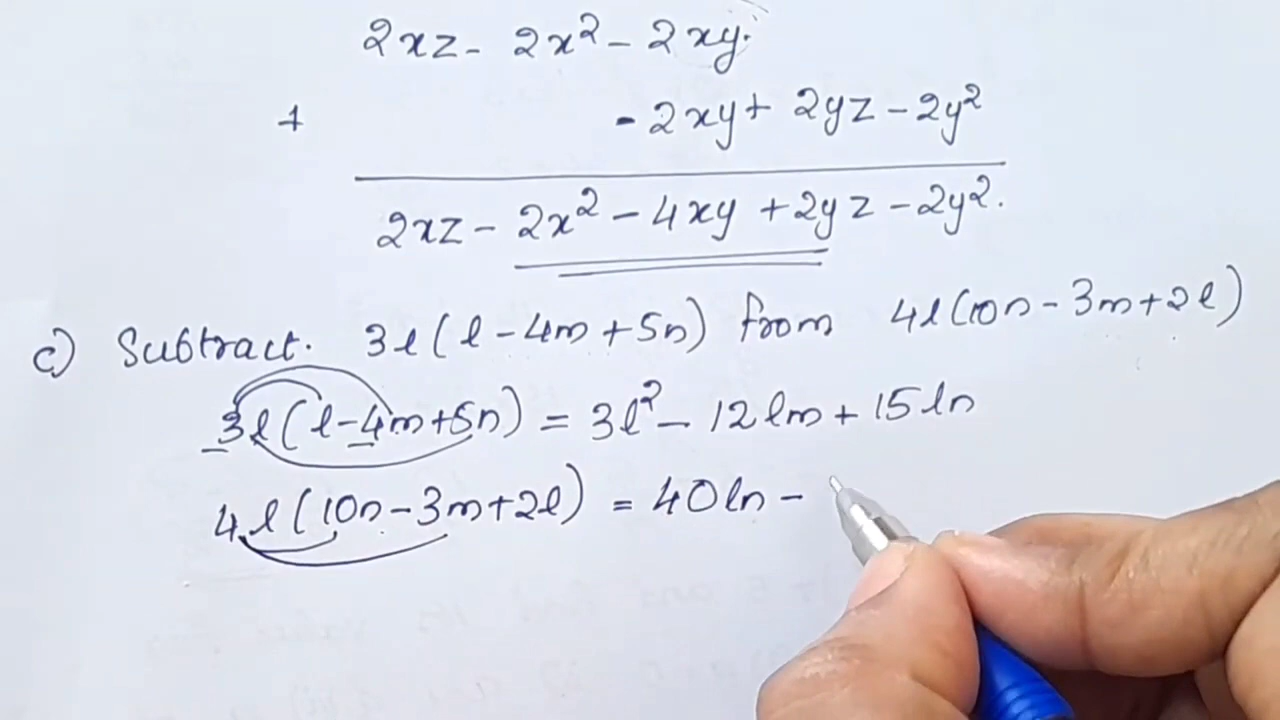 2xz - 2x² - 2xy.
+ - 2xy + 2yz - 2y²
2xz - 2x² - 4xy + 2yz - 2y².
c) Subtract. 3l(l - 4m + 5n) from 4l(10n - 3m + 2l)
3l(l - 4m + 5n) = 3l² - 12lm + 15ln
4l(10n - 3m + 2l) = 40ln -